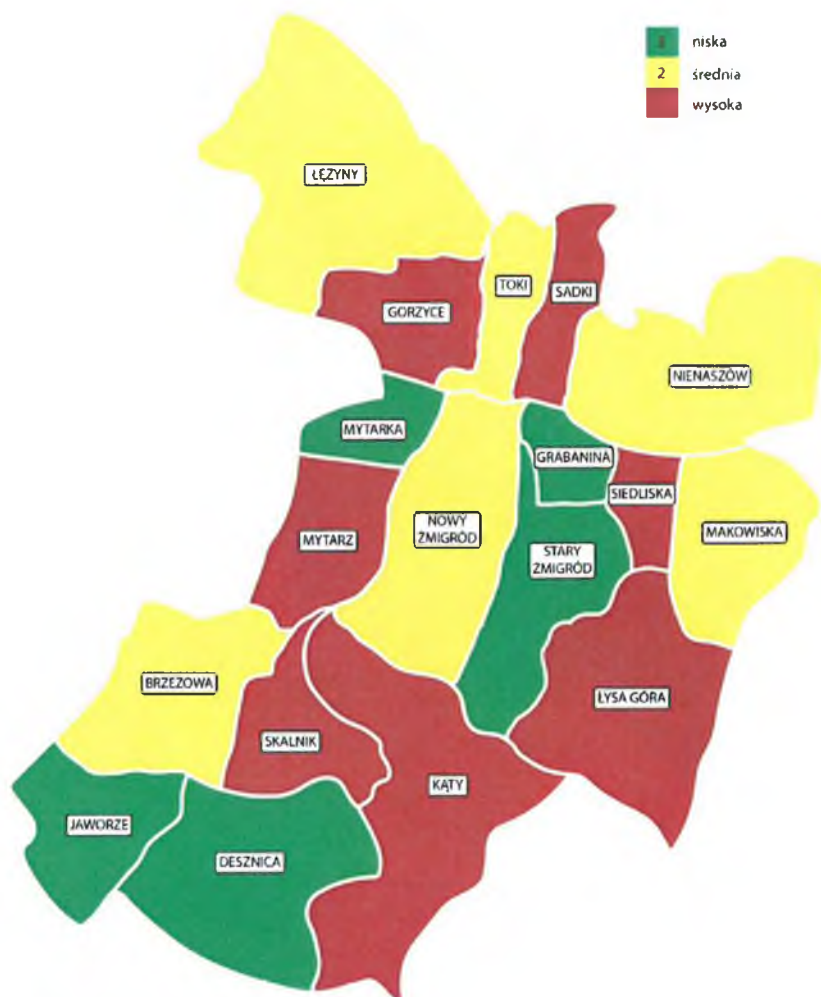 niska
2 średnia
wysoka
ŁĘŻYNY
TOKI
SADKI
GORZYCE
NIENASZÓW
MYTARKA
GRABANINA
SIEDLISKA
NOWY
ŻMIGRÓD
MAKOWISKA
MYTARZ
STARY
ŻMIGRÓD
BRZEZOWA
ŁYSA GÓRA
SKALNIK
KĄTY
JAWORZE
DESZNICA